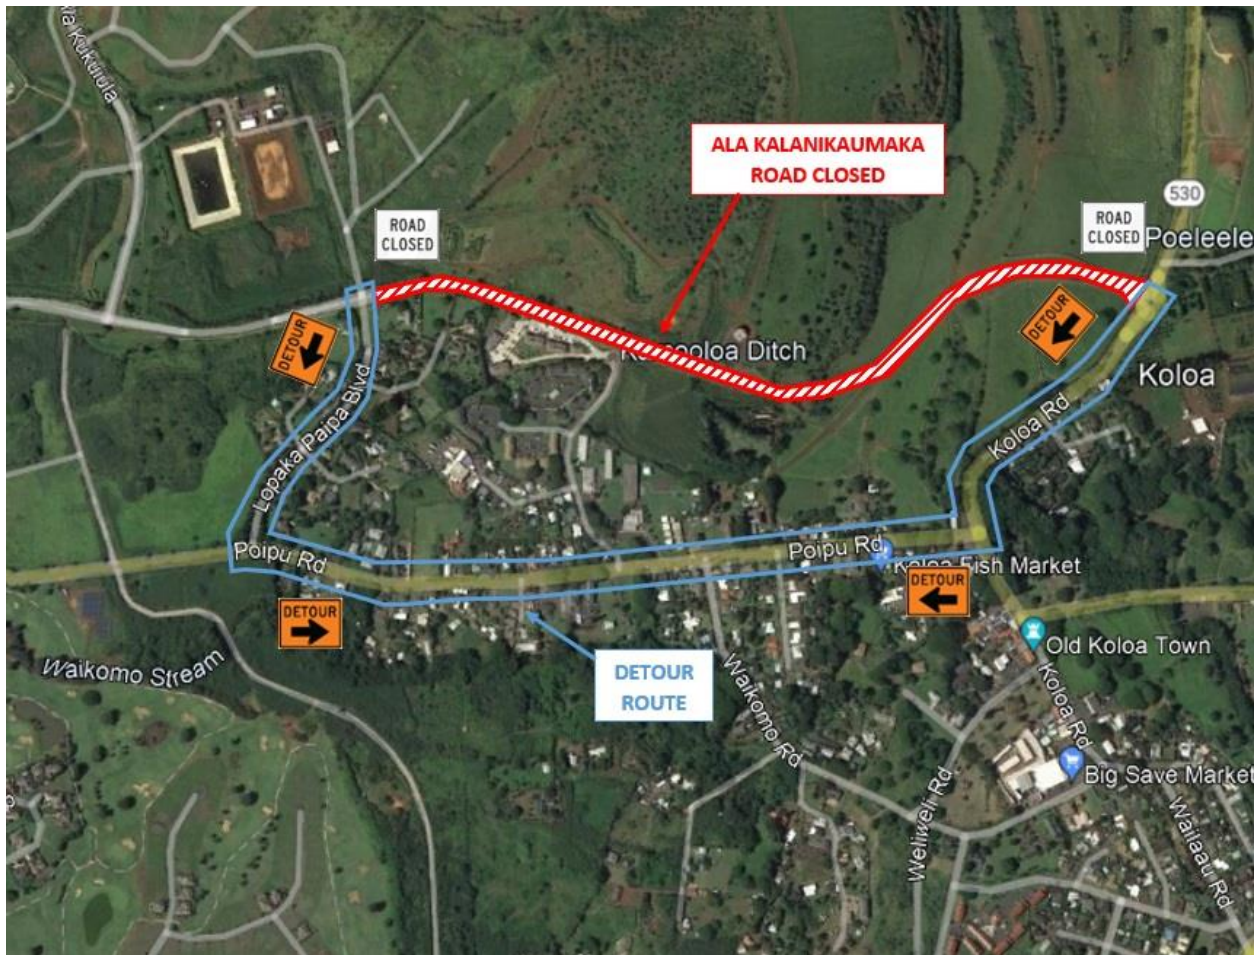 Ala Kukuiula
ALA KALANIKAUMAKA
ROAD CLOSED
530
ROAD
CLOSED
ROAD
CLOSED
Poeleele
DETOUR
DETOUR
Ditch
Koloa
Lopaka Paipa Blvd
Koloa Rd
Poipu Rd
Poipu Rd
Koloa Fish Market
DETOUR
DETOUR
Waikomo Stream
DETOUR
ROUTE
Old Koloa Town
Waikomo Rd
Koloa Rd
Weliweli Rd
Big Save Market
Wailaau Rd